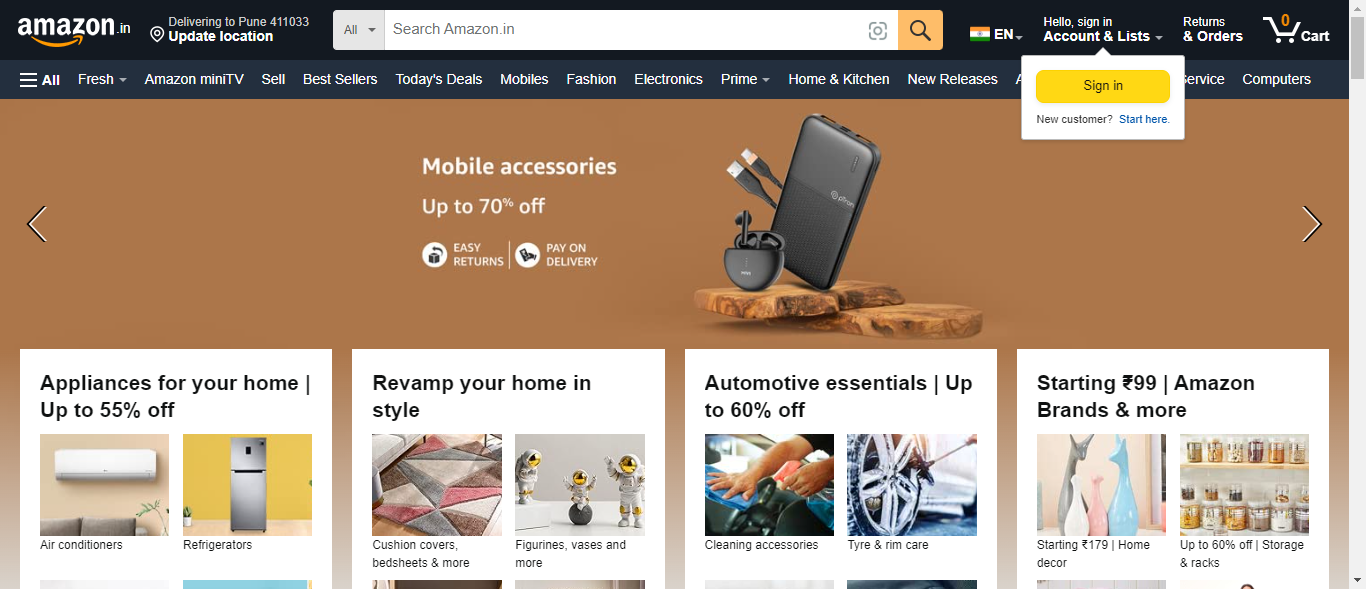 amazon.in
Delivering to Pune 411033
Update location
All
Search Amazon.in
EN
Hello, sign in
Account & Lists
Returns
& Orders
0
Cart
All
Fresh
Amazon miniTV
Sell
Best Sellers
Today's Deals
Mobiles
Fashion
Electronics
Prime
Home & Kitchen
New Releases
Service
Computers
Sign in
New customer? Start here.
Mobile accessories
Up to 70% off
EASY
RETURNS
PAY ON
DELIVERY
pTron
Appliances for your home |
Up to 55% off
Air conditioners
Refrigerators
Revamp your home in
style
Cushion covers,
bedsheets & more
Figurines, vases and
more
Automotive essentials | Up
to 60% off
Cleaning accessories
Tyre & rim care
Starting ₹99 | Amazon
Brands & more
Starting ₹179 | Home
decor
Up to 60% off | Storage
& racks